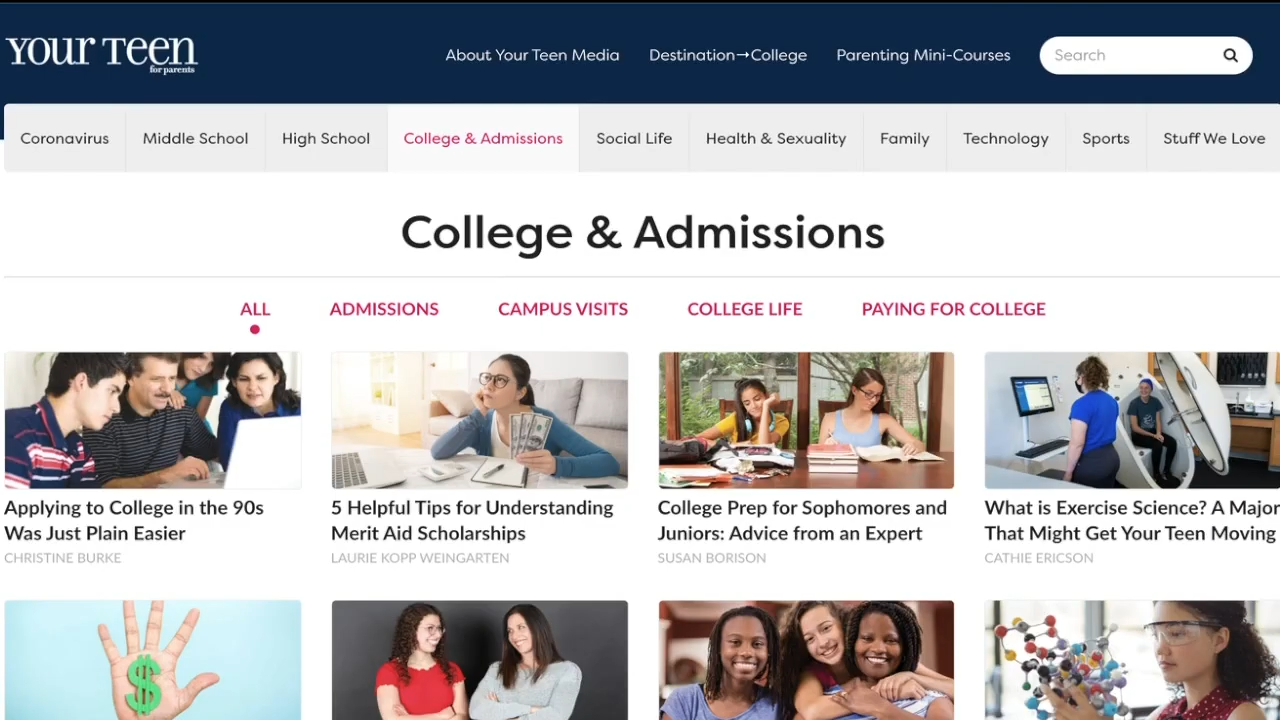 Your Teen
for parents
About Your Teen Media
Destination→College
Parenting Mini-Courses
Search
Coronavirus
Middle School
High School
College & Admissions
Social Life
Health & Sexuality
Family
Technology
Sports
Stuff We Love
College & Admissions
ALL
ADMISSIONS
CAMPUS VISITS
COLLEGE LIFE
PAYING FOR COLLEGE
Applying to College in the 90s
Was Just Plain Easier
CHRISTINE BURKE
5 Helpful Tips for Understanding
Merit Aid Scholarships
LAURIE KOPP WEINGARTEN
College Prep for Sophomores and
Juniors: Advice from an Expert
SUSAN BORISON
What is Exercise Science? A Major
That Might Get Your Teen Moving
CATHIE ERICSON
$